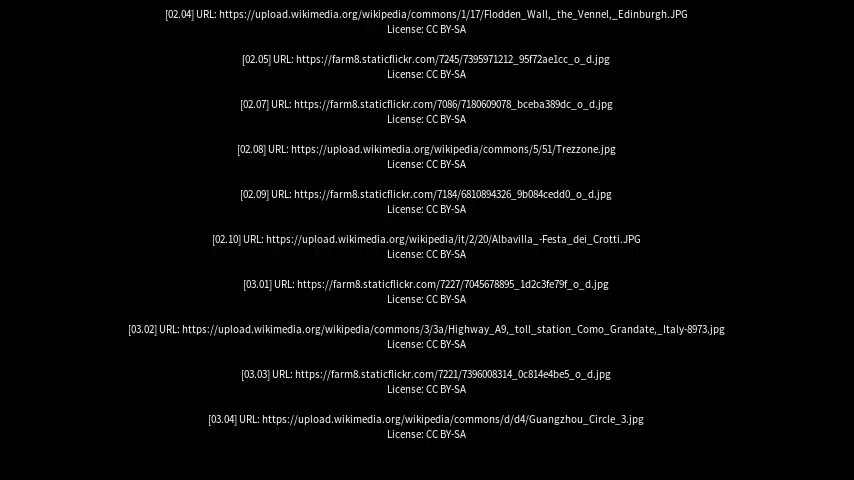 [02.04] URL: https://upload.wikimedia.org/wikipedia/commons/1/17/Flodden_Wall,_the_Vennel,_Edinburgh.JPG
License: CC BY-SA
[02.05] URL: https://farm8.staticflickr.com/7245/7395971212_95f72ae1cc_o_d.jpg
License: CC BY-SA
[02.07] URL: https://farm8.staticflickr.com/7086/7180609078_bceba389dc_o_d.jpg
License: CC BY-SA
[02.08] URL: https://upload.wikimedia.org/wikipedia/commons/5/51/Trezzone.jpg
License: CC BY-SA
[02.09] URL: https://farm8.staticflickr.com/7184/6810894326_9b084cedd0_o_d.jpg
License: CC BY-SA
[02.10] URL: https://upload.wikimedia.org/wikipedia/it/2/20/Albavilla_-Festa_dei_Crotti.JPG
License: CC BY-SA
[03.01] URL: https://farm8.staticflickr.com/7227/7045678895_1d2c3fe79f_o_d.jpg
License: CC BY-SA
[03.02] URL: https://upload.wikimedia.org/wikipedia/commons/3/3a/Highway_A9,_toll_station_Como_Grandate,_Italy-8973.jpg
License: CC BY-SA
[03.03] URL: https://farm8.staticflickr.com/7221/7396008314_0c814e4be5_o_d.jpg
License: CC BY-SA
[03.04] URL: https://upload.wikimedia.org/wikipedia/commons/d/d4/Guangzhou_Circle_3.jpg
License: CC BY-SA